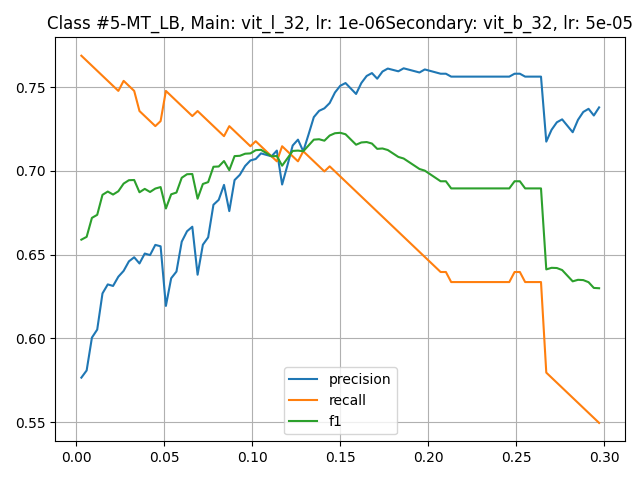 Class #5-MT_LB, Main: vit_l_32, lr: 1e-06Secondary: vit_b_32, lr: 5e-05
0.75
0.70
0.65
0.60
0.55
precision
recall
f1
0.00 0.05 0.10 0.15 0.20 0.25 0.30